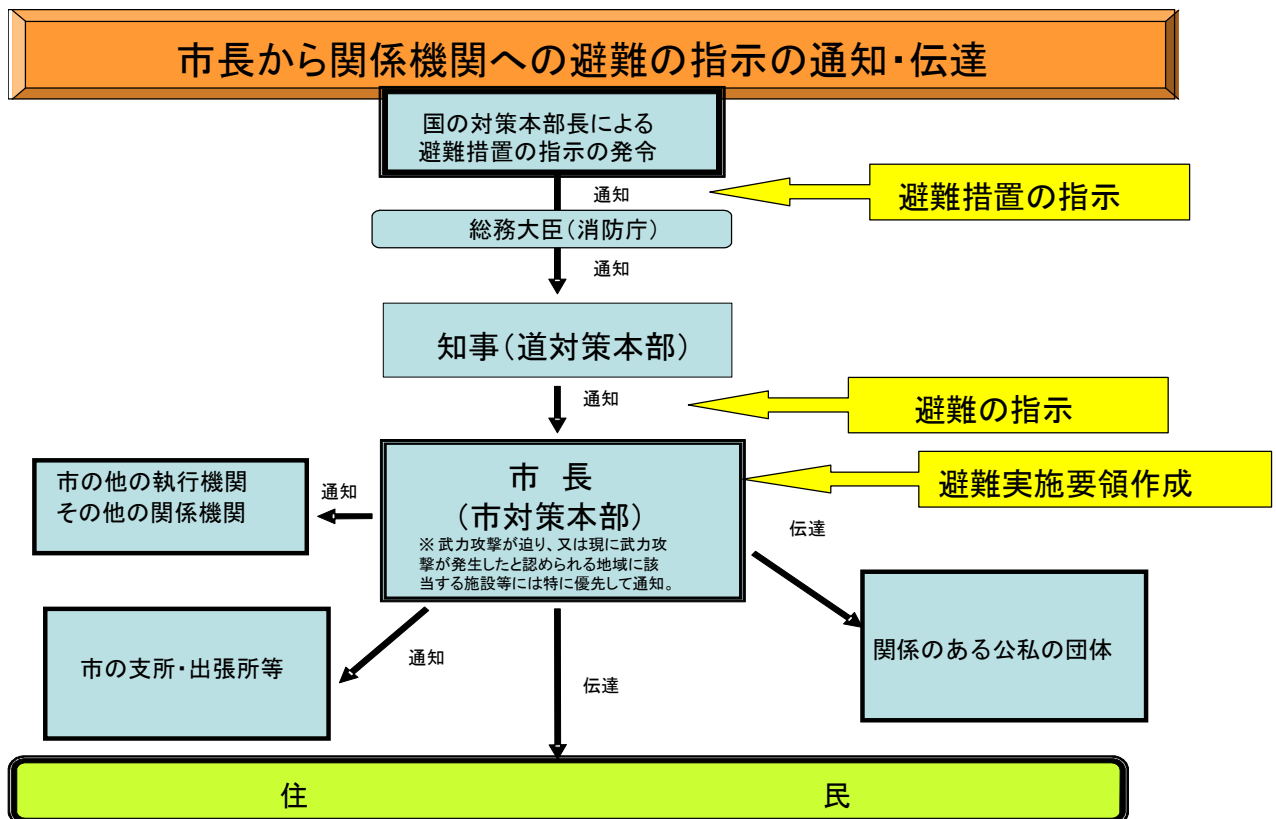 市長から関係機関への避難の指示の通知・伝達
国の対策本部長による
避難措置の指示の発令
通知
避難措置の指示
総務大臣(消防庁)
通知
知事(道対策本部)
通知
避難の指示
市　長
(市対策本部)
※ 武力攻撃が迫り、又は現に武力攻
撃が発生したと認められる地域に該
当する施設等には特に優先して通知。
避難実施要領作成
市の他の執行機関
その他の関係機関
通知
伝達
市の支所・出張所等
通知
伝達
関係のある公私の団体
住　民